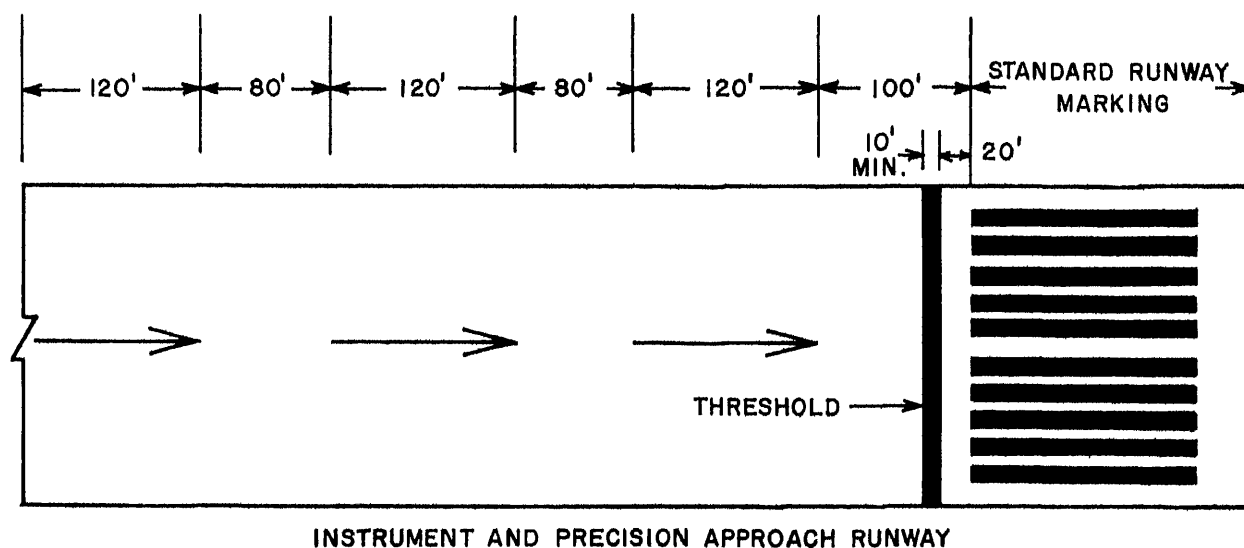 120' 80' 120' 80' 120' 100' STANDARD RUNWAY
MARKING
10'
MIN. 20'
THRESHOLD
INSTRUMENT AND PRECISION APPROACH RUNWAY